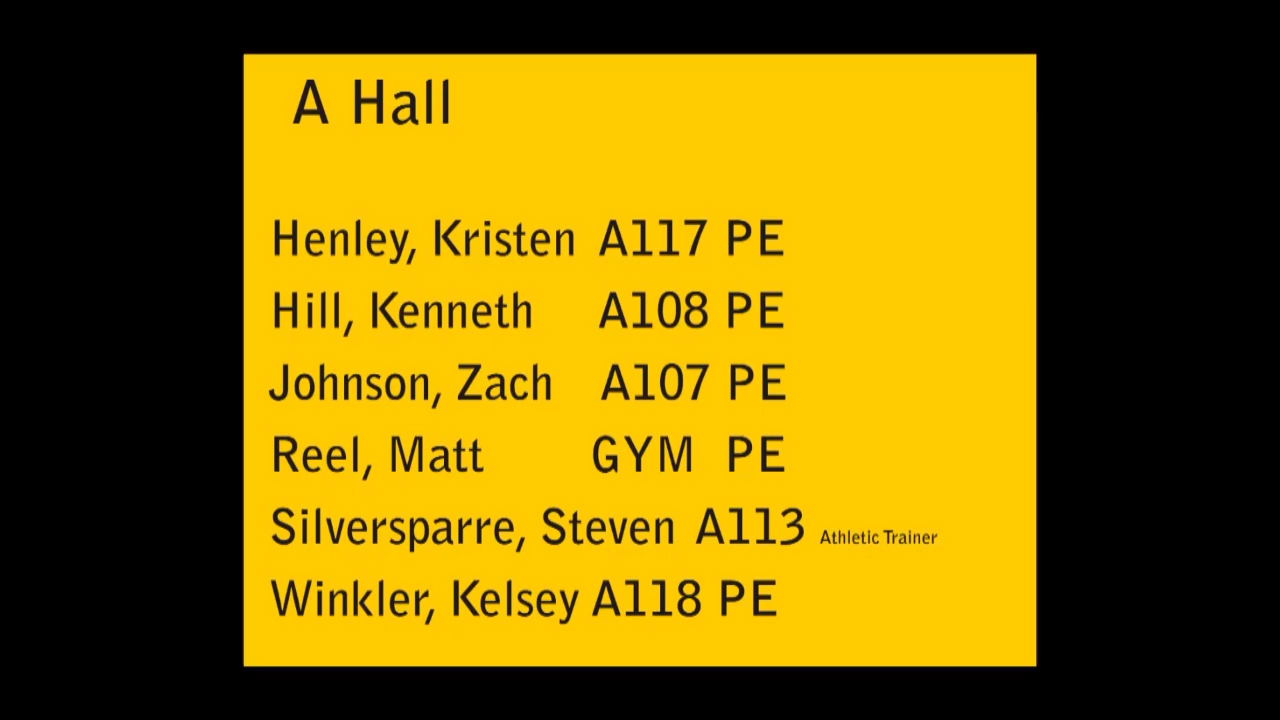 A Hall
Henley, Kristen A117 PE
Hill, Kenneth A108 PE
Johnson, Zach A107 PE
Reel, Matt GYM PE
Silversparre, Steven A113 Athletic Trainer
Winkler, Kelsey A118 PE